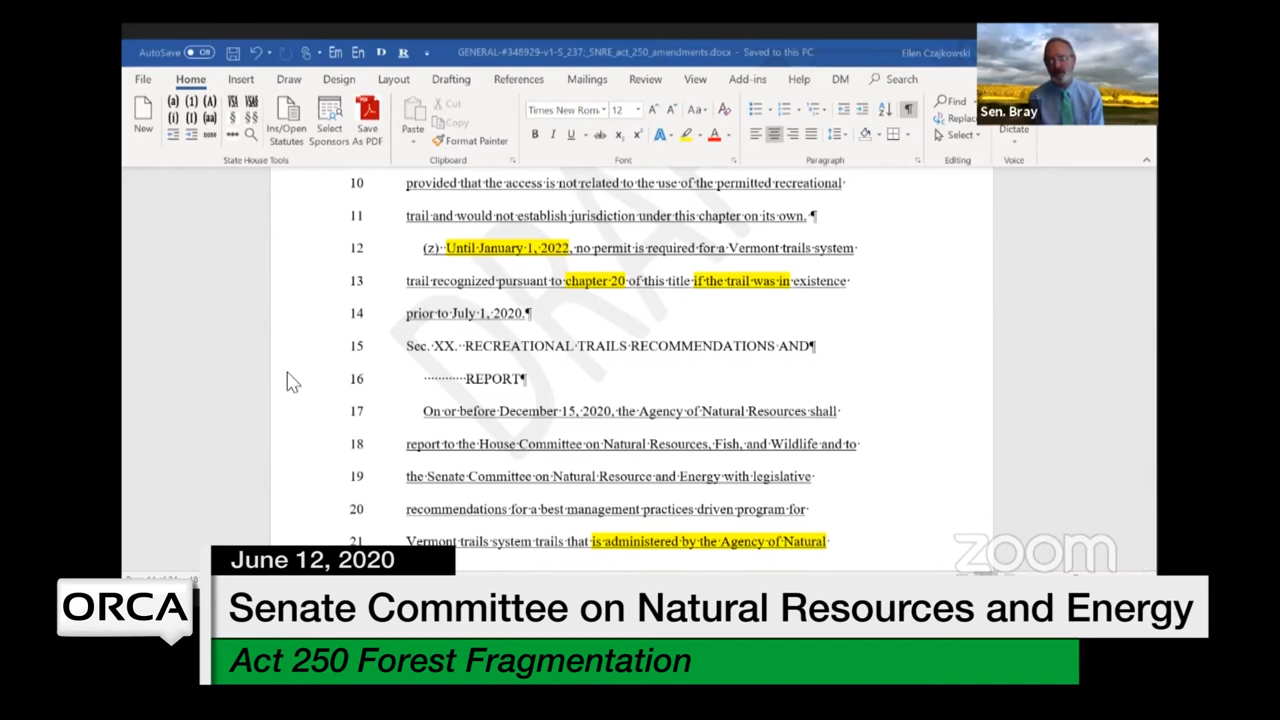 AutoSave Off Em En D R GENERAL-#348929-v1-S_237:_SNRE_act_250_amendments.docx - Saved to this PC Ellen Czajkowski
File Home Insert Draw Design Layout Drafting References Mailings Review View Add-ins Help DM Search
New
Ins/Open Statutes
Select Sponsors
Save As PDF
State House Tools
Paste
Cut
Copy
Format Painter
Clipboard
Times New Rom 12
Font
Paragraph
Find
Replac
Select
Editing
Dictate
Voice
Sen. Bray
DRAFT
10 provided that the access is not related to the use of the permitted recreational
11 trail and would not establish jurisdiction under this chapter on its own. ¶
12 (z) Until January 1, 2022, no permit is required for a Vermont trails system
13 trail recognized pursuant to chapter 20 of this title if the trail was in existence
14 prior to July 1, 2020.¶
15 Sec. XX. RECREATIONAL TRAILS RECOMMENDATIONS AND¶
16 REPORT¶
17 On or before December 15, 2020, the Agency of Natural Resources shall
18 report to the House Committee on Natural Resources, Fish, and Wildlife and to
19 the Senate Committee on Natural Resource and Energy with legislative
20 recommendations for a best management practices driven program for
21 Vermont trails system trails that is administered by the Agency of Natural
zoom
June 12, 2020
ORCA
Senate Committee on Natural Resources and Energy
Act 250 Forest Fragmentation